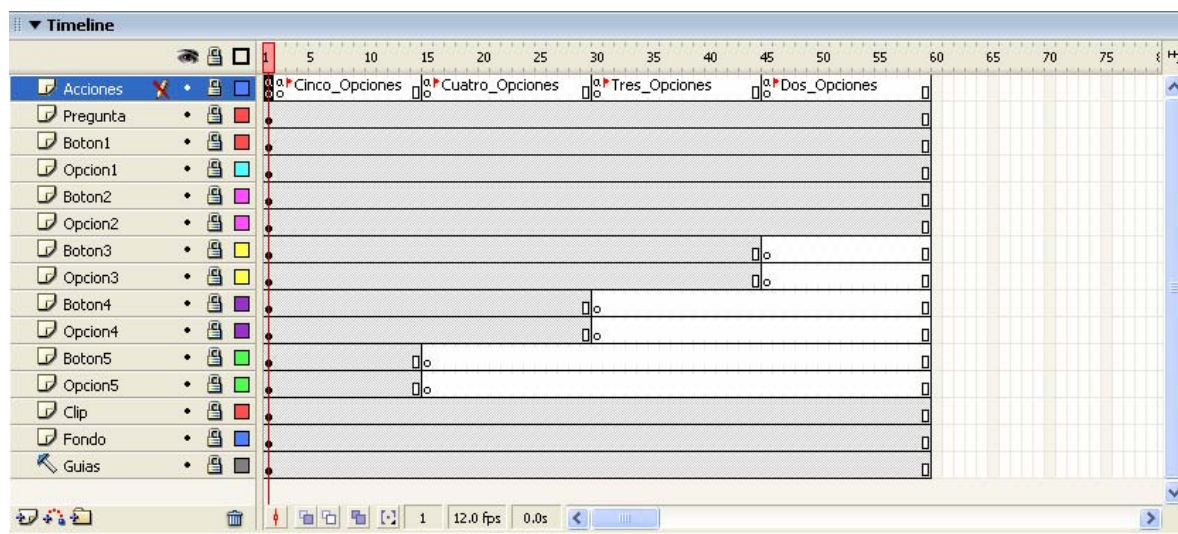 Timeline
1 5 10 15 20 25 30 35 40 45 50 55 60 65 70 75
Acciones a a Cinco_Opciones a Cuatro_Opciones a Tres_Opciones a Dos_Opciones
Pregunta
Boton1
Opcion1
Boton2
Opcion2
Boton3
Opcion3
Boton4
Opcion4
Boton5
Opcion5
Clip
Fondo
Guias
1 12.0 fps 0.0s